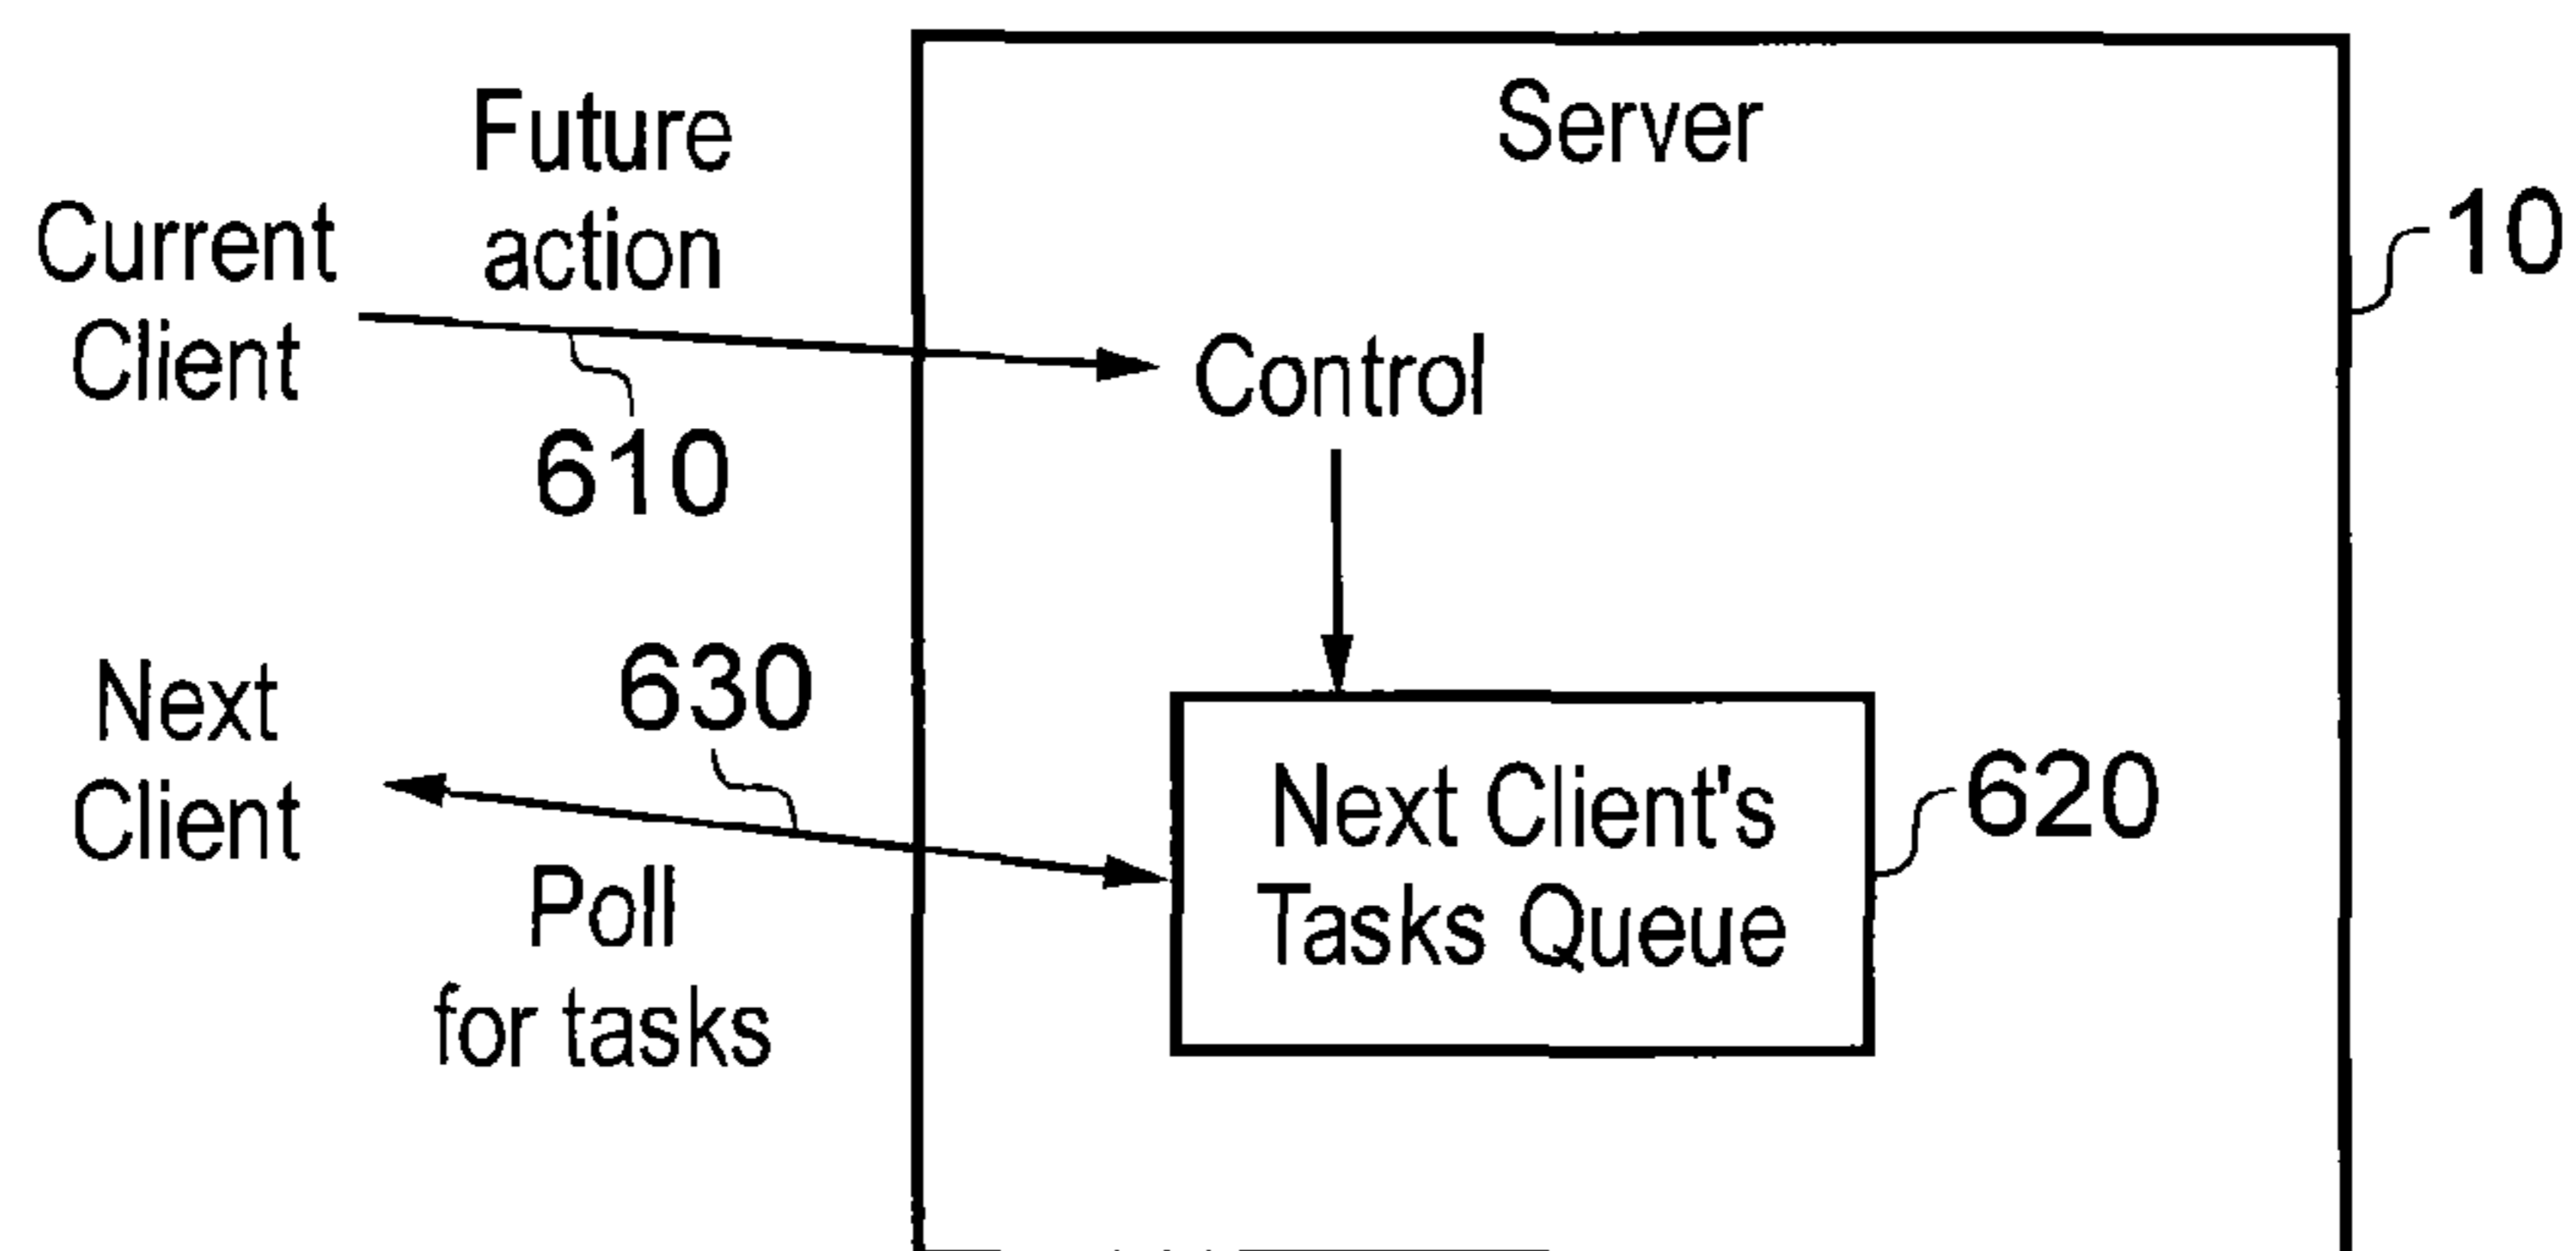 Server
10
Future
action
Current
Client
610
Control
Next
Client
630
Poll
for tasks
Next Client's
Tasks Queue
620